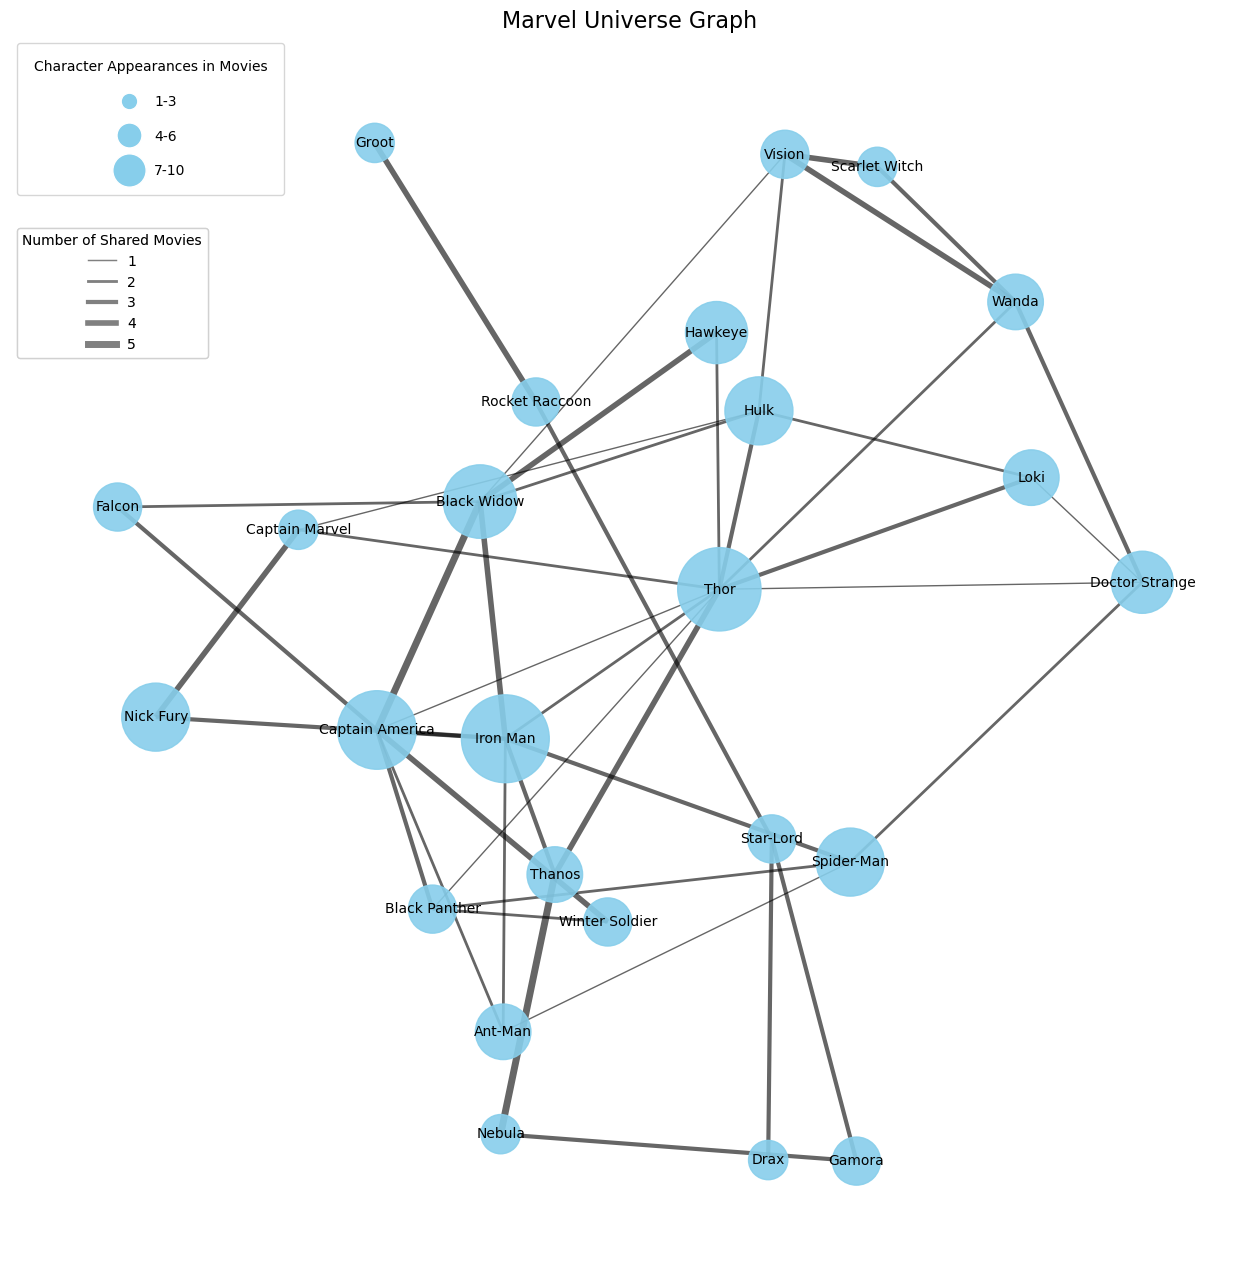 Marvel Universe Graph
Character Appearances in Movies
1-3
4-6
7-10
Number of Shared Movies
1
2
3
4
5
Groot
Vision
Scarlet Witch
Wanda
Hawkeye
Rocket Raccoon
Hulk
Loki
Black Widow
Falcon
Captain Marvel
Doctor Strange
Thor
Nick Fury
Captain America
Iron Man
Star-Lord
Spider-Man
Thanos
Black Panther
Winter Soldier
Ant-Man
Nebula
Drax
Gamora